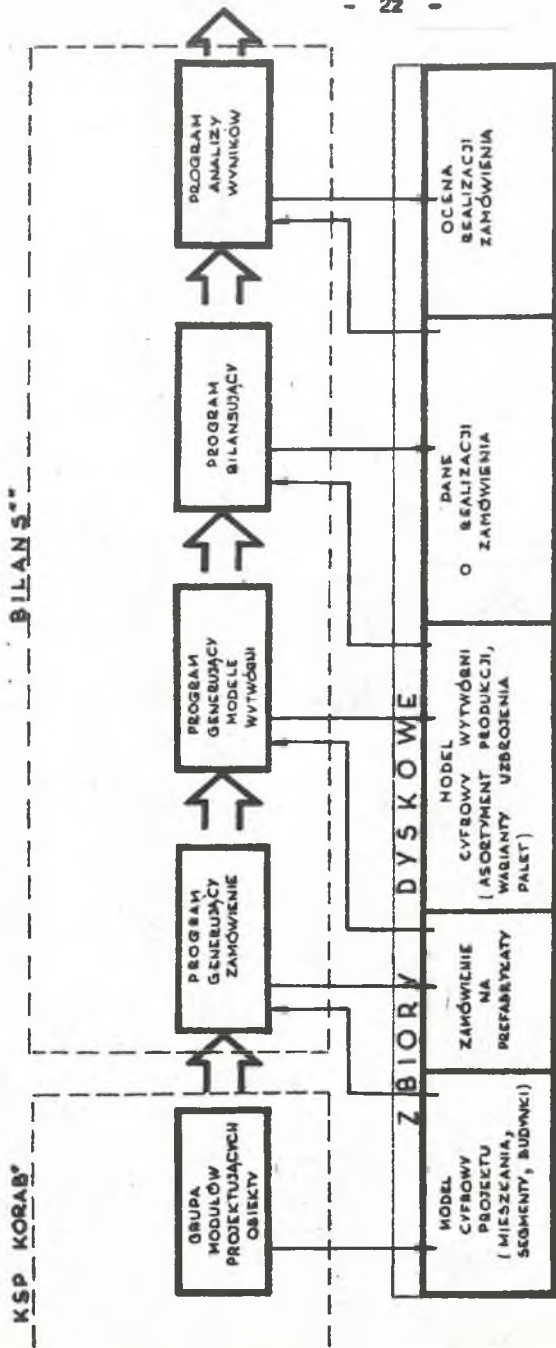 - 22 -
KSP KORAB*
BILANS**
GRUPA
MODUŁÓW
PROJEKTUJĄCYCH
OBIEKTY
PROGRAM
GENERUJĄCY
ZAMÓWIENIE
PROGRAM
GENERUJĄCY
MODELE
WYTWÓRNI
PROGRAM
BILANSUJĄCY
PROGRAM
ANALIZY
WYNIKÓW
ZBIORY DYSKOWE
MODEL
CYFROWY
PROJEKTU
(MIESZKANIA,
SEGMENTY, BUDYNKI)
ZAMÓWIENIE
NA
PREFABRYKATY
MODEL
CYFROWY WYTWÓRNI
(ASORTYMENT PRODUKCJI,
WARIANTY UZBROJENIA
PALET)
DANE
O REALIZACJI
ZAMÓWIENIA
OCENA
REALIZACJI
ZAMÓWIENIA